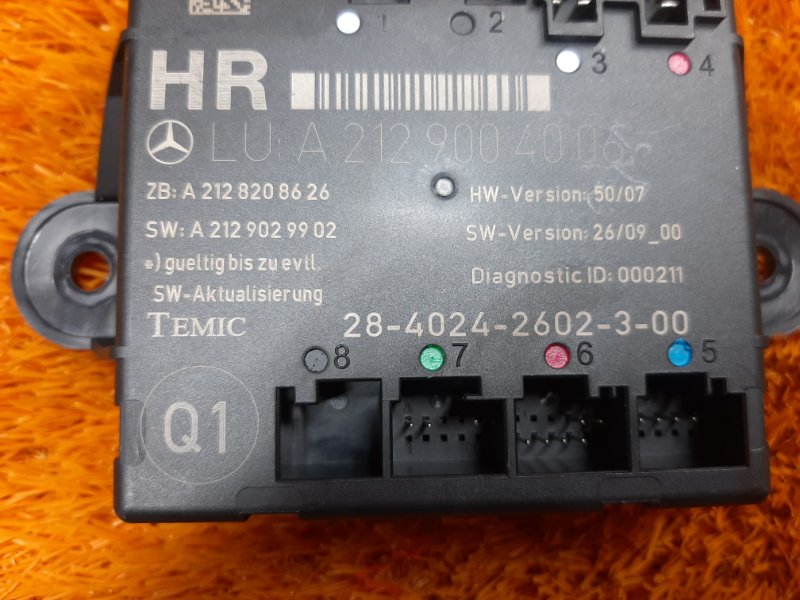 1 2
3 4
HR
LU: A 212 900 40 06
ZB: A 212 820 86 26
HW-Version: 50/07
SW: A 212 902 99 02
SW-Version: 26/09_00
*) gueltig bis zu evtl.
SW-Aktualisierung
Diagnostic ID: 000211
TEMIC
28-4024-2602-3-00
8 7 6 5
Q1